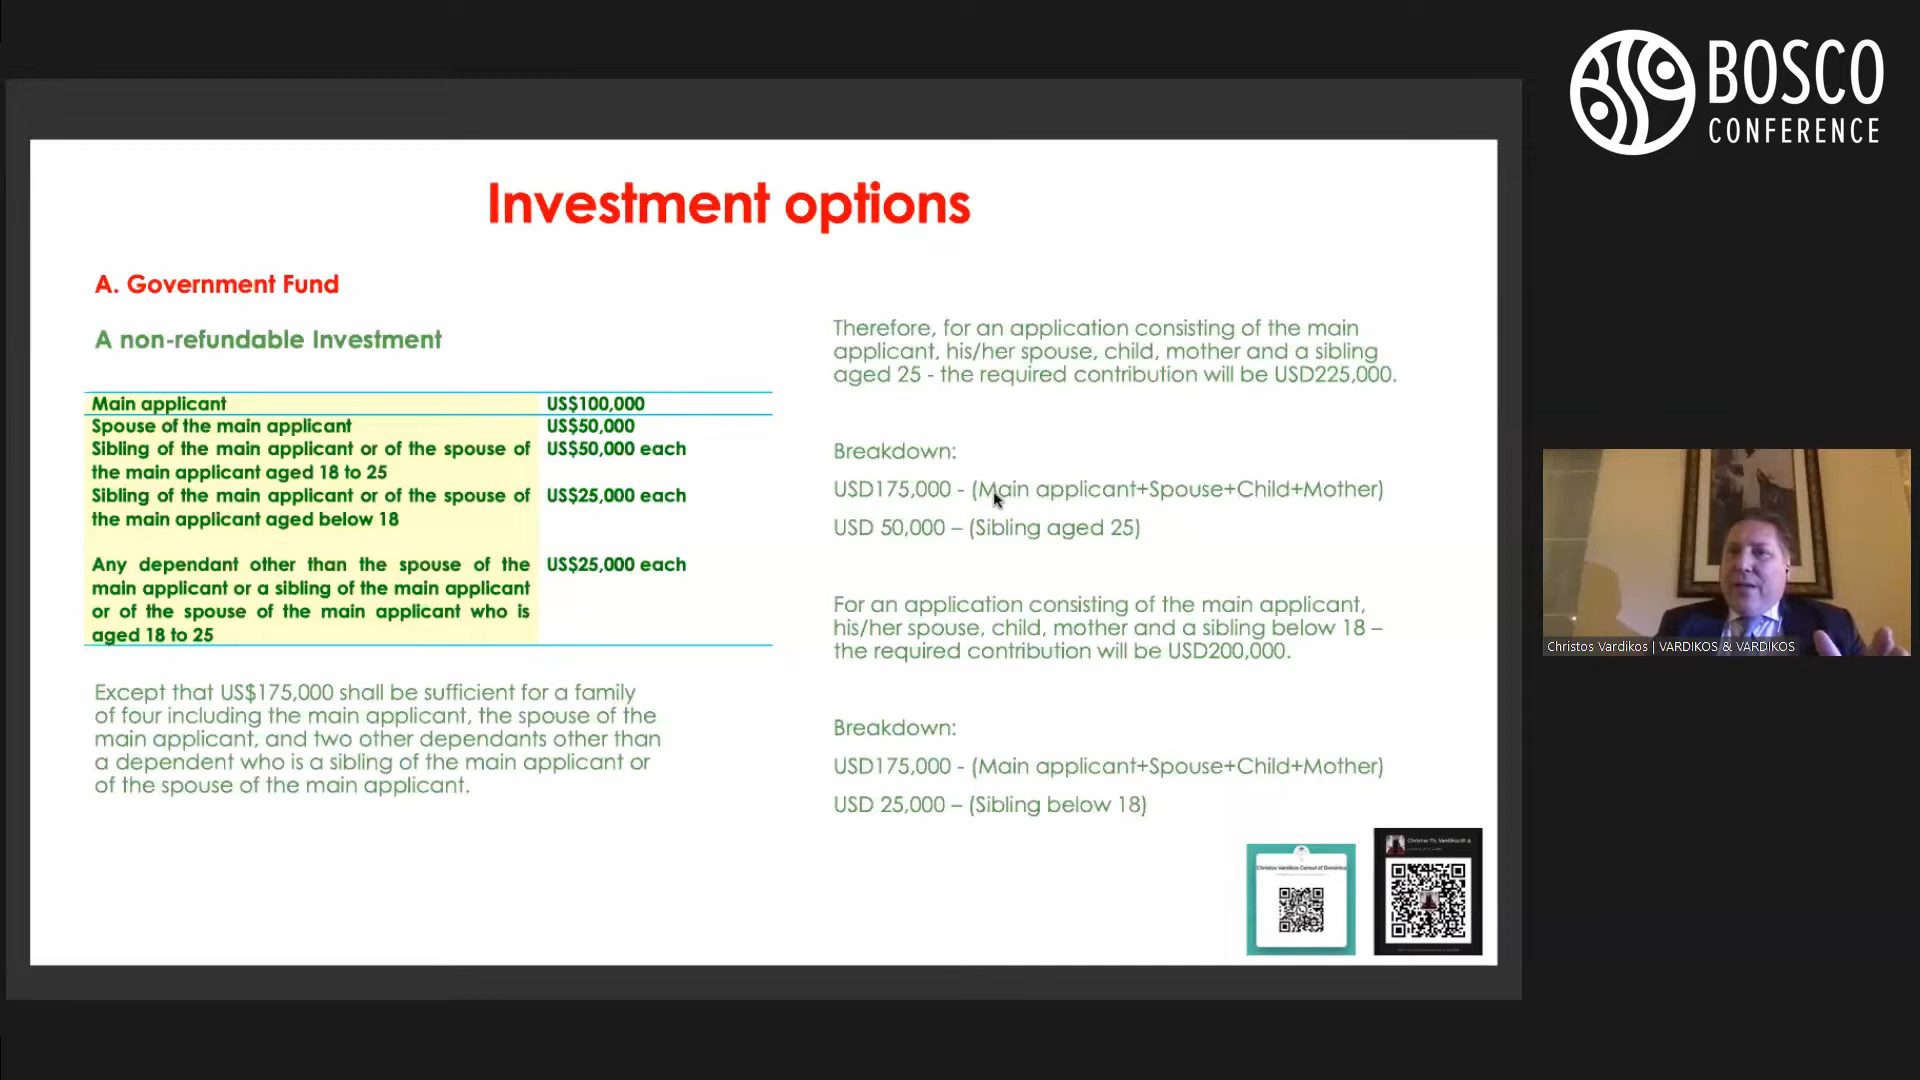 BOSCO
CONFERENCE
Investment options
A. Government Fund
A non-refundable Investment
Main applicant US$100,000
Spouse of the main applicant US$50,000
Sibling of the main applicant or of the spouse of US$50,000 each
the main applicant aged 18 to 25
Sibling of the main applicant or of the spouse of US$25,000 each
the main applicant aged below 18
Any dependant other than the spouse of the US$25,000 each
main applicant or a sibling of the main applicant
or of the spouse of the main applicant who is
aged 18 to 25
Except that US$175,000 shall be sufficient for a family
of four including the main applicant, the spouse of the
main applicant, and two other dependants other than
a dependent who is a sibling of the main applicant or
of the spouse of the main applicant.
Therefore, for an application consisting of the main
applicant, his/her spouse, child, mother and a sibling
aged 25 - the required contribution will be USD225,000.
Breakdown:
USD175,000 - (Main applicant+Spouse+Child+Mother)
USD 50,000 – (Sibling aged 25)
For an application consisting of the main applicant,
his/her spouse, child, mother and a sibling below 18 –
the required contribution will be USD200,000.
Breakdown:
USD175,000 - (Main applicant+Spouse+Child+Mother)
USD 25,000 – (Sibling below 18)
Christos Vardikos Consul of Dominica
Christos Vardikos | VARDIKOS & VARDIKOS